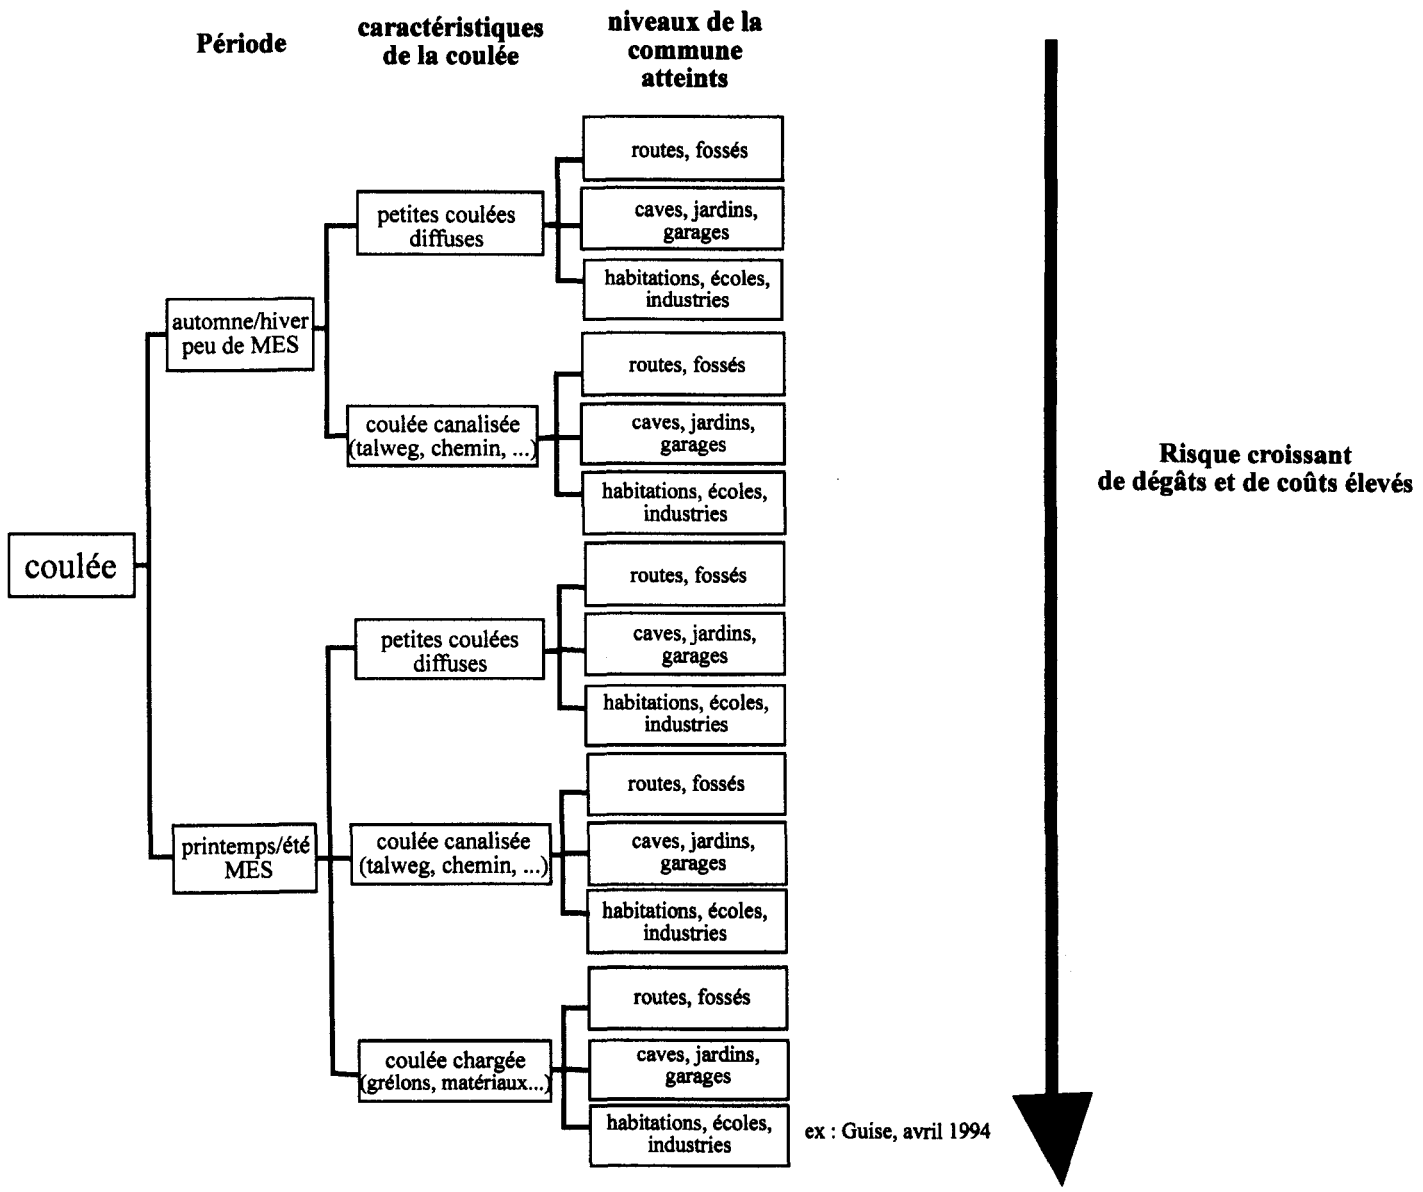 Période
caractéristiques
de la coulée
niveaux de la
commune
atteints
coulée
automne/hiver
peu de MES
petites coulées
diffuses
routes, fossés
caves, jardins,
garages
habitations, écoles,
industries
coulée canalisée
(talweg, chemin, ...)
routes, fossés
caves, jardins,
garages
habitations, écoles,
industries
printemps/été
MES
petites coulées
diffuses
routes, fossés
caves, jardins,
garages
habitations, écoles,
industries
coulée canalisée
(talweg, chemin, ...)
routes, fossés
caves, jardins,
garages
habitations, écoles,
industries
coulée chargée
(grélons, matériaux...)
routes, fossés
caves, jardins,
garages
habitations, écoles,
industries
ex : Guise, avril 1994
Risque croissant
de dégâts et de coûts élevés